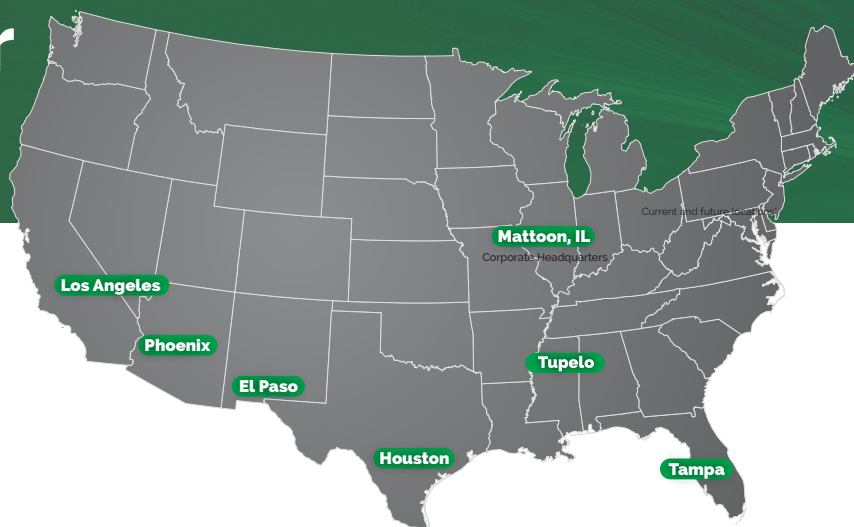 r
Current and future locations!
Mattoon, IL
Corporate Headquarters
Los Angeles
Phoenix
Tupelo
El Paso
Houston
Tampa